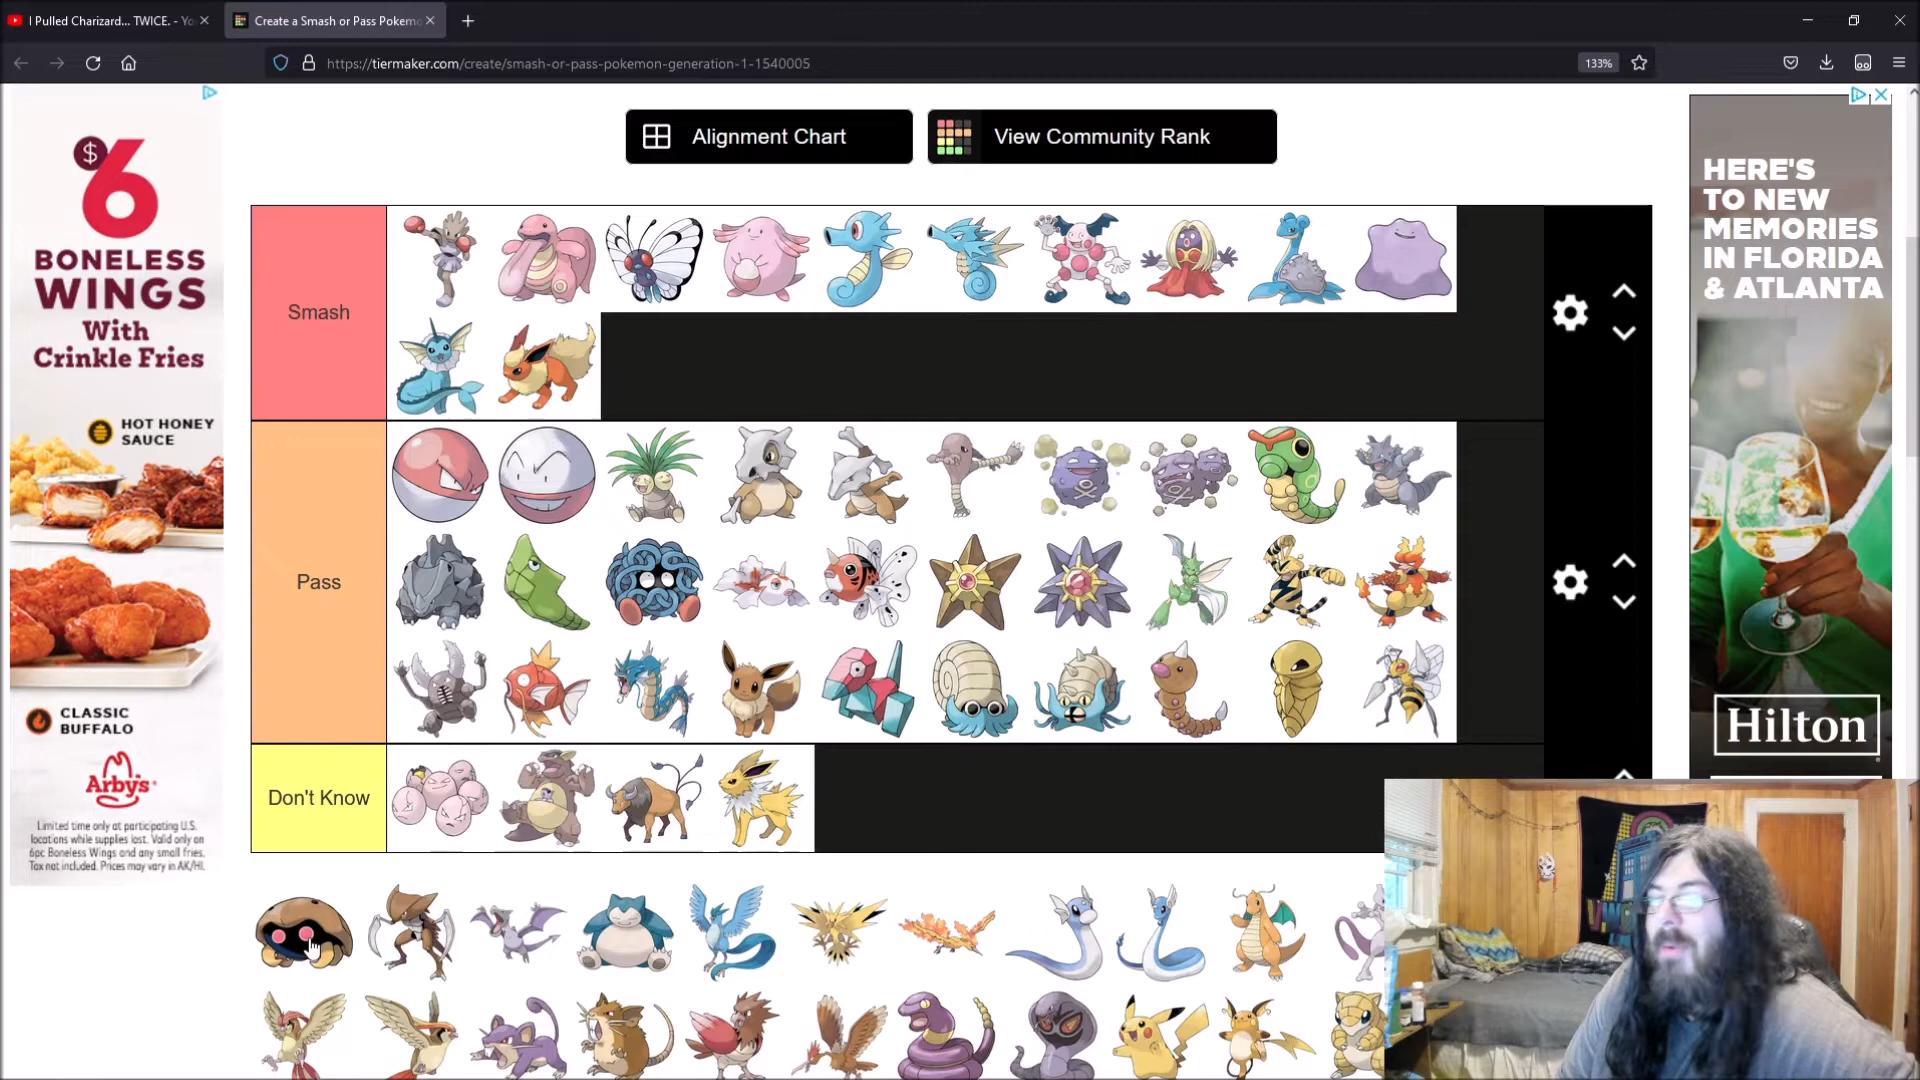 I Pulled Charizard... TWICE. - Yo
Create a Smash or Pass Pokemo
https://tiermaker.com/create/smash-or-pass-pokemon-generation-1-1540005
133%
Alignment Chart
View Community Rank
$6
BONELESS
WINGS
With
Crinkle Fries
HOT HONEY
SAUCE
CLASSIC
BUFFALO
Arby's
Limited time only at participating U.S.
locations while supplies last. Valid only on
6pc Boneless Wings and any small fries.
Tax not included. Prices may vary in AK/HI.
Smash
Pass
Don't Know
HERE'S
TO NEW
MEMORIES
IN FLORIDA
& ATLANTA
Hilton